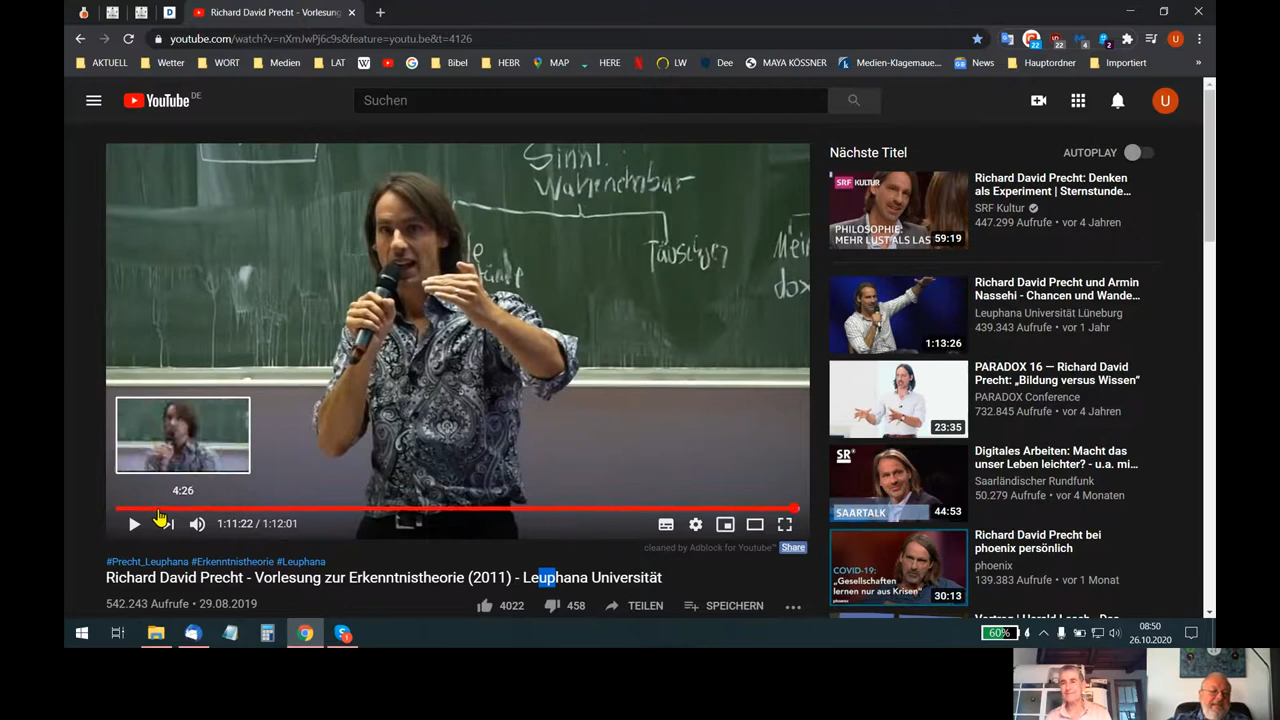 Richard David Precht - Vorlesung
youtube.com/watch?v=nXmJwPj6c9s&feature=youtu.be&t=4126
22 22 4 2 U
AKTUELL Wetter WORT Medien LAT W G Bibel HEBR MAP HERE LW Dee MAYA KÖSSNER Medien-Klagemaue... News Hauptordner Importiert »
YouTube DE
Suchen
U
Sinnl.
Wahrnehmbar
Täuschger
dox
4:26
1:11:22 / 1:12:01
cleaned by Adblock for Youtube™ Share
#Precht_Leuphana #Erkenntnistheorie #Leuphana
Richard David Precht - Vorlesung zur Erkenntnistheorie (2011) - Leuphana Universität
542.243 Aufrufe • 29.08.2019
4022 458 TEILEN SPEICHERN ...
Nächste Titel AUTOPLAY
SRF KULTUR
PHILOSOPHIE:
MEHR LUST ALS LAS
59:19
Richard David Precht: Denken
als Experiment | Sternstunde...
SRF Kultur
447.299 Aufrufe • vor 4 Jahren
1:13:26
Richard David Precht und Armin
Nassehi - Chancen und Wande...
Leuphana Universität Lüneburg
439.343 Aufrufe • vor 1 Jahr
23:35
PARADOX 16 — Richard David
Precht: „Bildung versus Wissen“
PARADOX Conference
732.845 Aufrufe • vor 4 Jahren
SR
SAARTALK
44:53
Digitales Arbeiten: Macht das
unser Leben leichter? - u.a. mi...
Saarländischer Rundfunk
50.279 Aufrufe • vor 4 Monaten
COVID-19:
„Gesellschaften
lernen nur aus Krisen“
phoenix
30:13
Richard David Precht bei
phoenix persönlich
phoenix
139.383 Aufrufe • vor 1 Monat
60%
08:50
26.10.2020